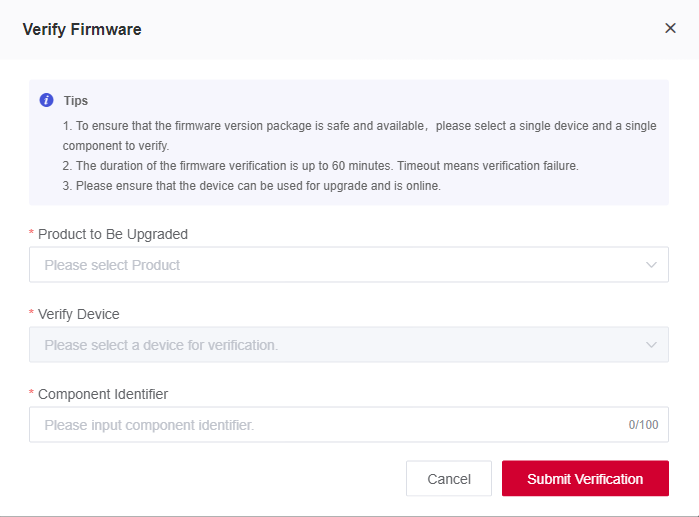 Verify Firmware
Tips
1. To ensure that the firmware version package is safe and available，please select a single device and a single
component to verify.
2. The duration of the firmware verification is up to 60 minutes. Timeout means verification failure.
3. Please ensure that the device can be used for upgrade and is online.
* Product to Be Upgraded
Please select Product
* Verify Device
Please select a device for verification.
* Component Identifier
Please input component identifier. 0/100
Cancel Submit Verification